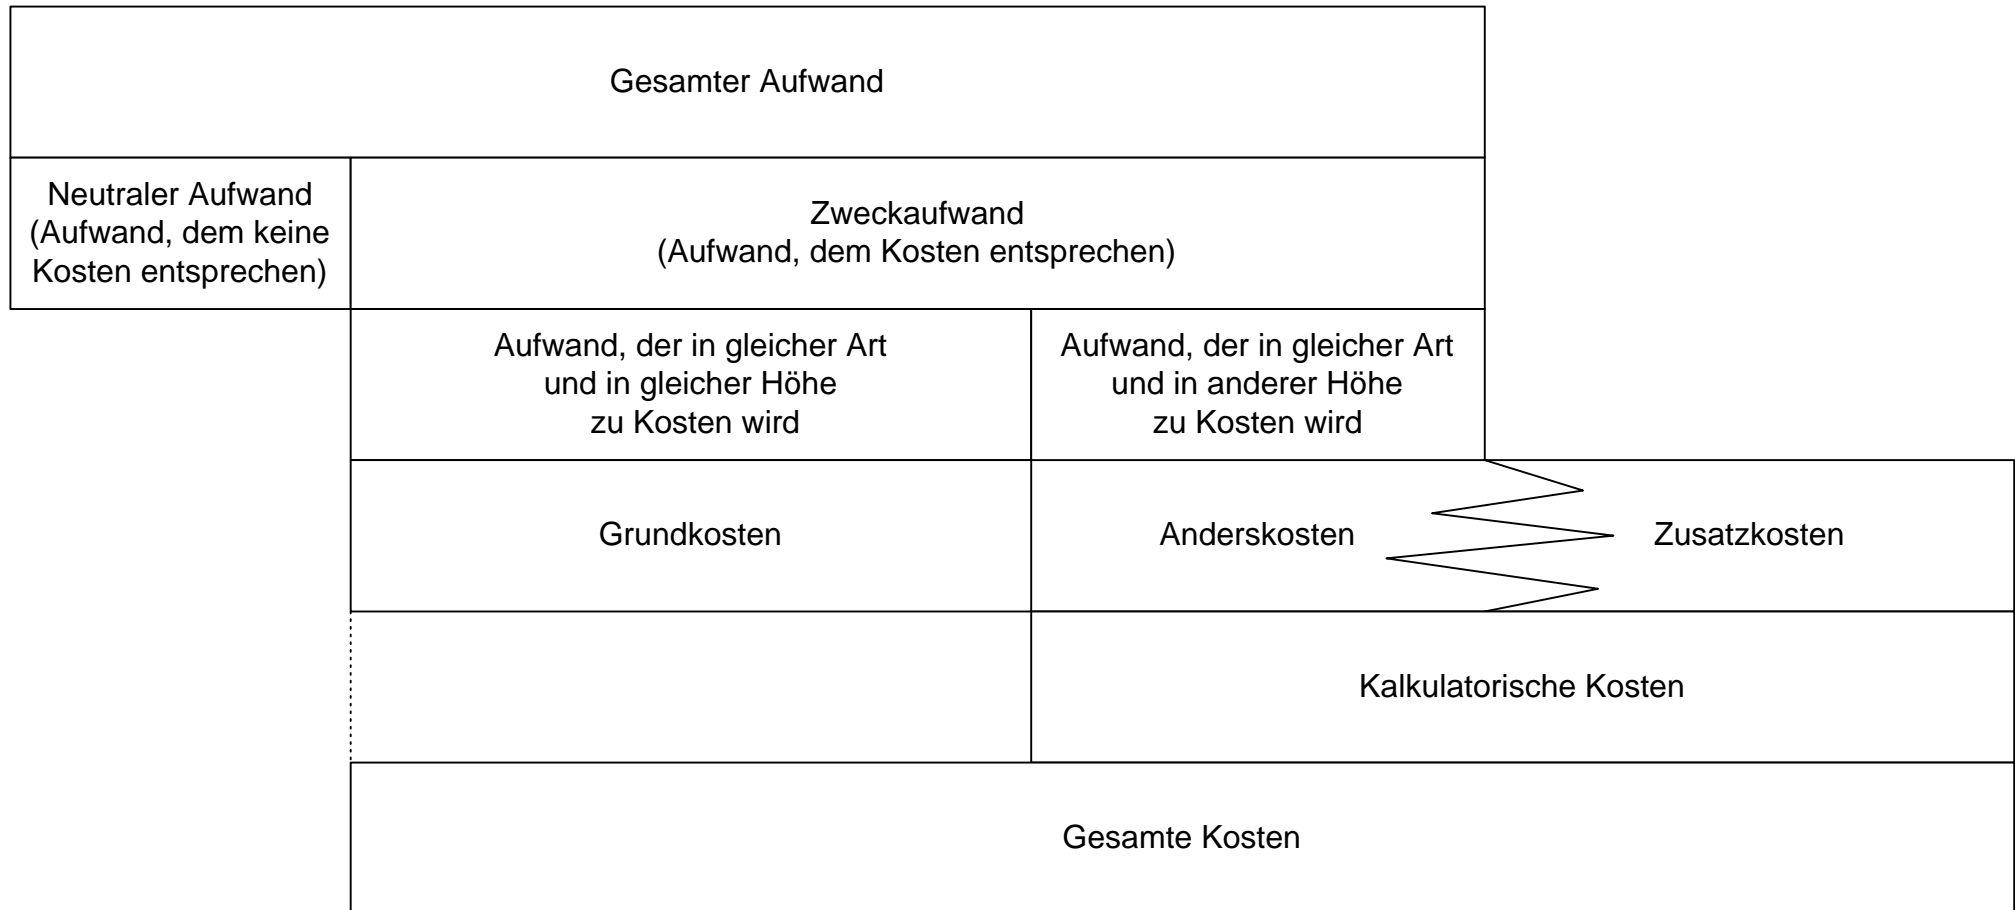 Gesamter Aufwand
Neutraler Aufwand
(Aufwand, dem keine
Kosten entsprechen)
Zweckaufwand
(Aufwand, dem Kosten entsprechen)
Aufwand, der in gleicher Art
und in gleicher Höhe
zu Kosten wird
Aufwand, der in gleicher Art
und in anderer Höhe
zu Kosten wird
Grundkosten
Anderskosten
Zusatzkosten
Kalkulatorische Kosten
Gesamte Kosten